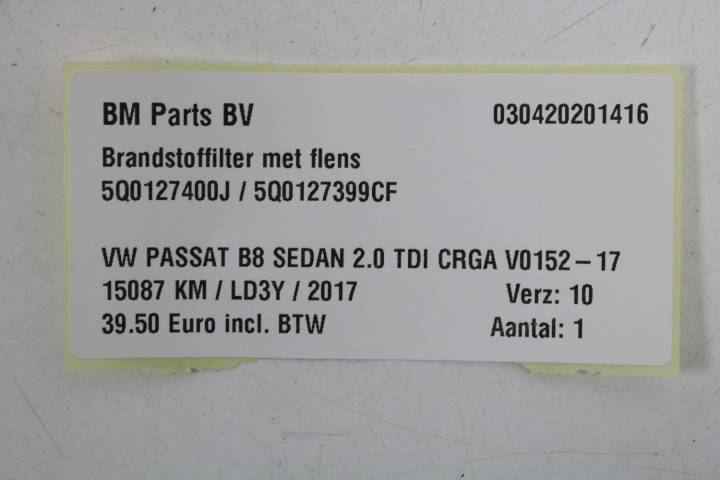 BM Parts BV 030420201416
Brandstoffilter met flens
5Q0127400J / 5Q0127399CF
VW PASSAT B8 SEDAN 2.0 TDI CRGA V0152-17
15087 KM / LD3Y / 2017 Verz: 10
39.50 Euro incl. BTW Aantal: 1